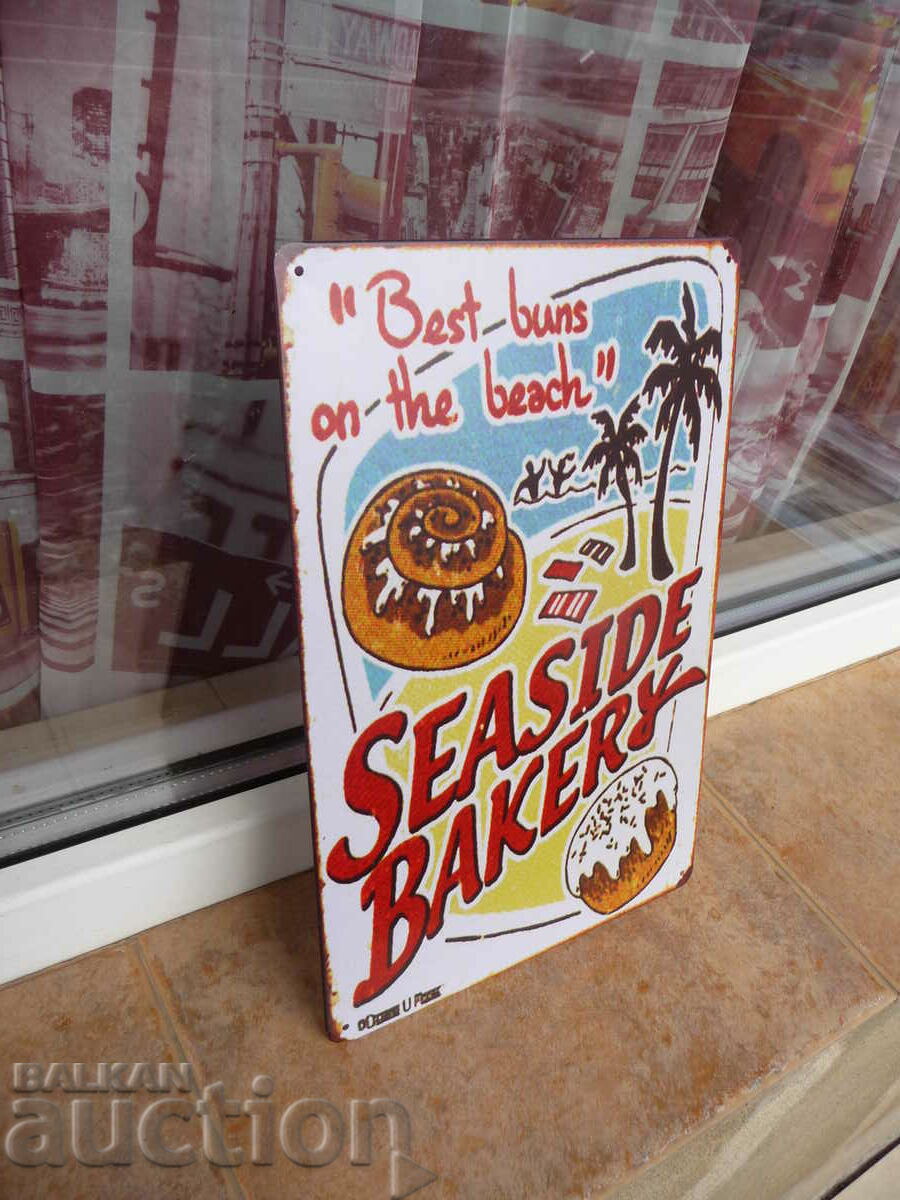 "Best buns
on the beach"
SEASIDE
BAKERY
BALKAN
auction